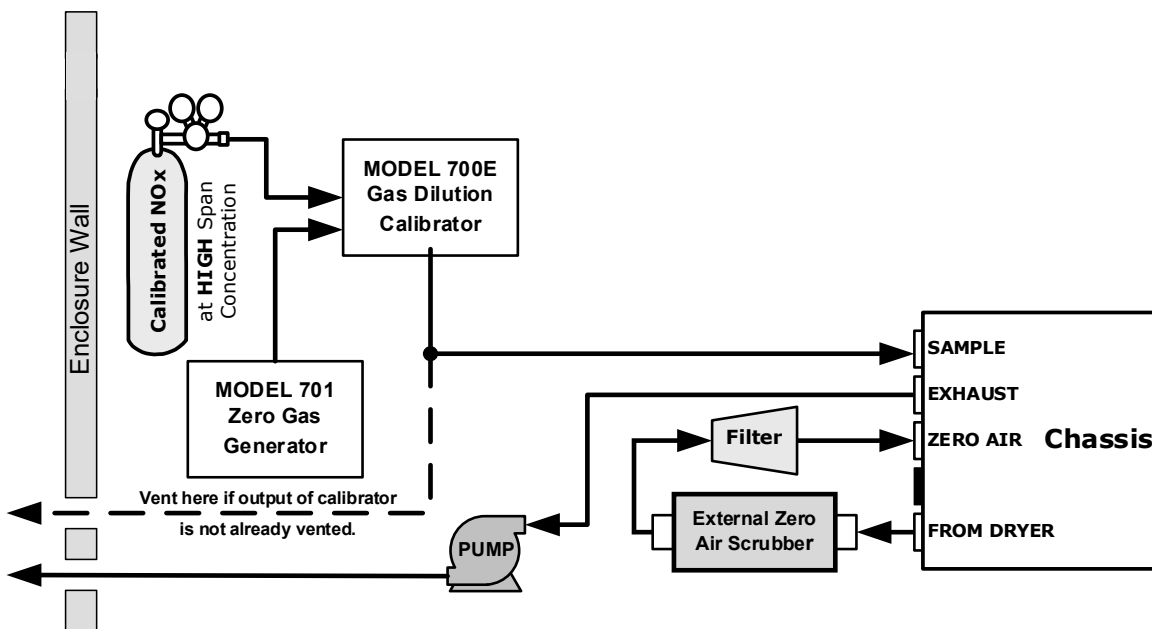 Enclosure Wall
Calibrated NOx
at HIGH Span
Concentration
MODEL 700E
Gas Dilution
Calibrator
MODEL 701
Zero Gas
Generator
Vent here if output of calibrator
is not already vented.
PUMP
Filter
External Zero
Air Scrubber
SAMPLE
EXHAUST
ZERO AIR
FROM DRYER
Chassis